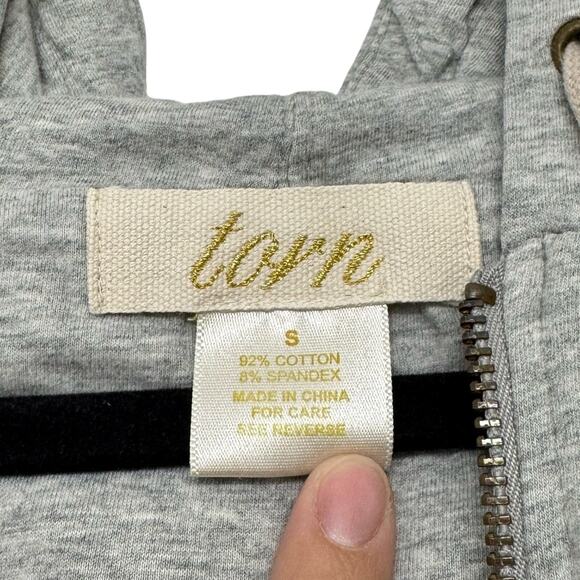 torn
S
92% COTTON
8% SPANDEX
MADE IN CHINA
FOR CARE
SEE REVERSE